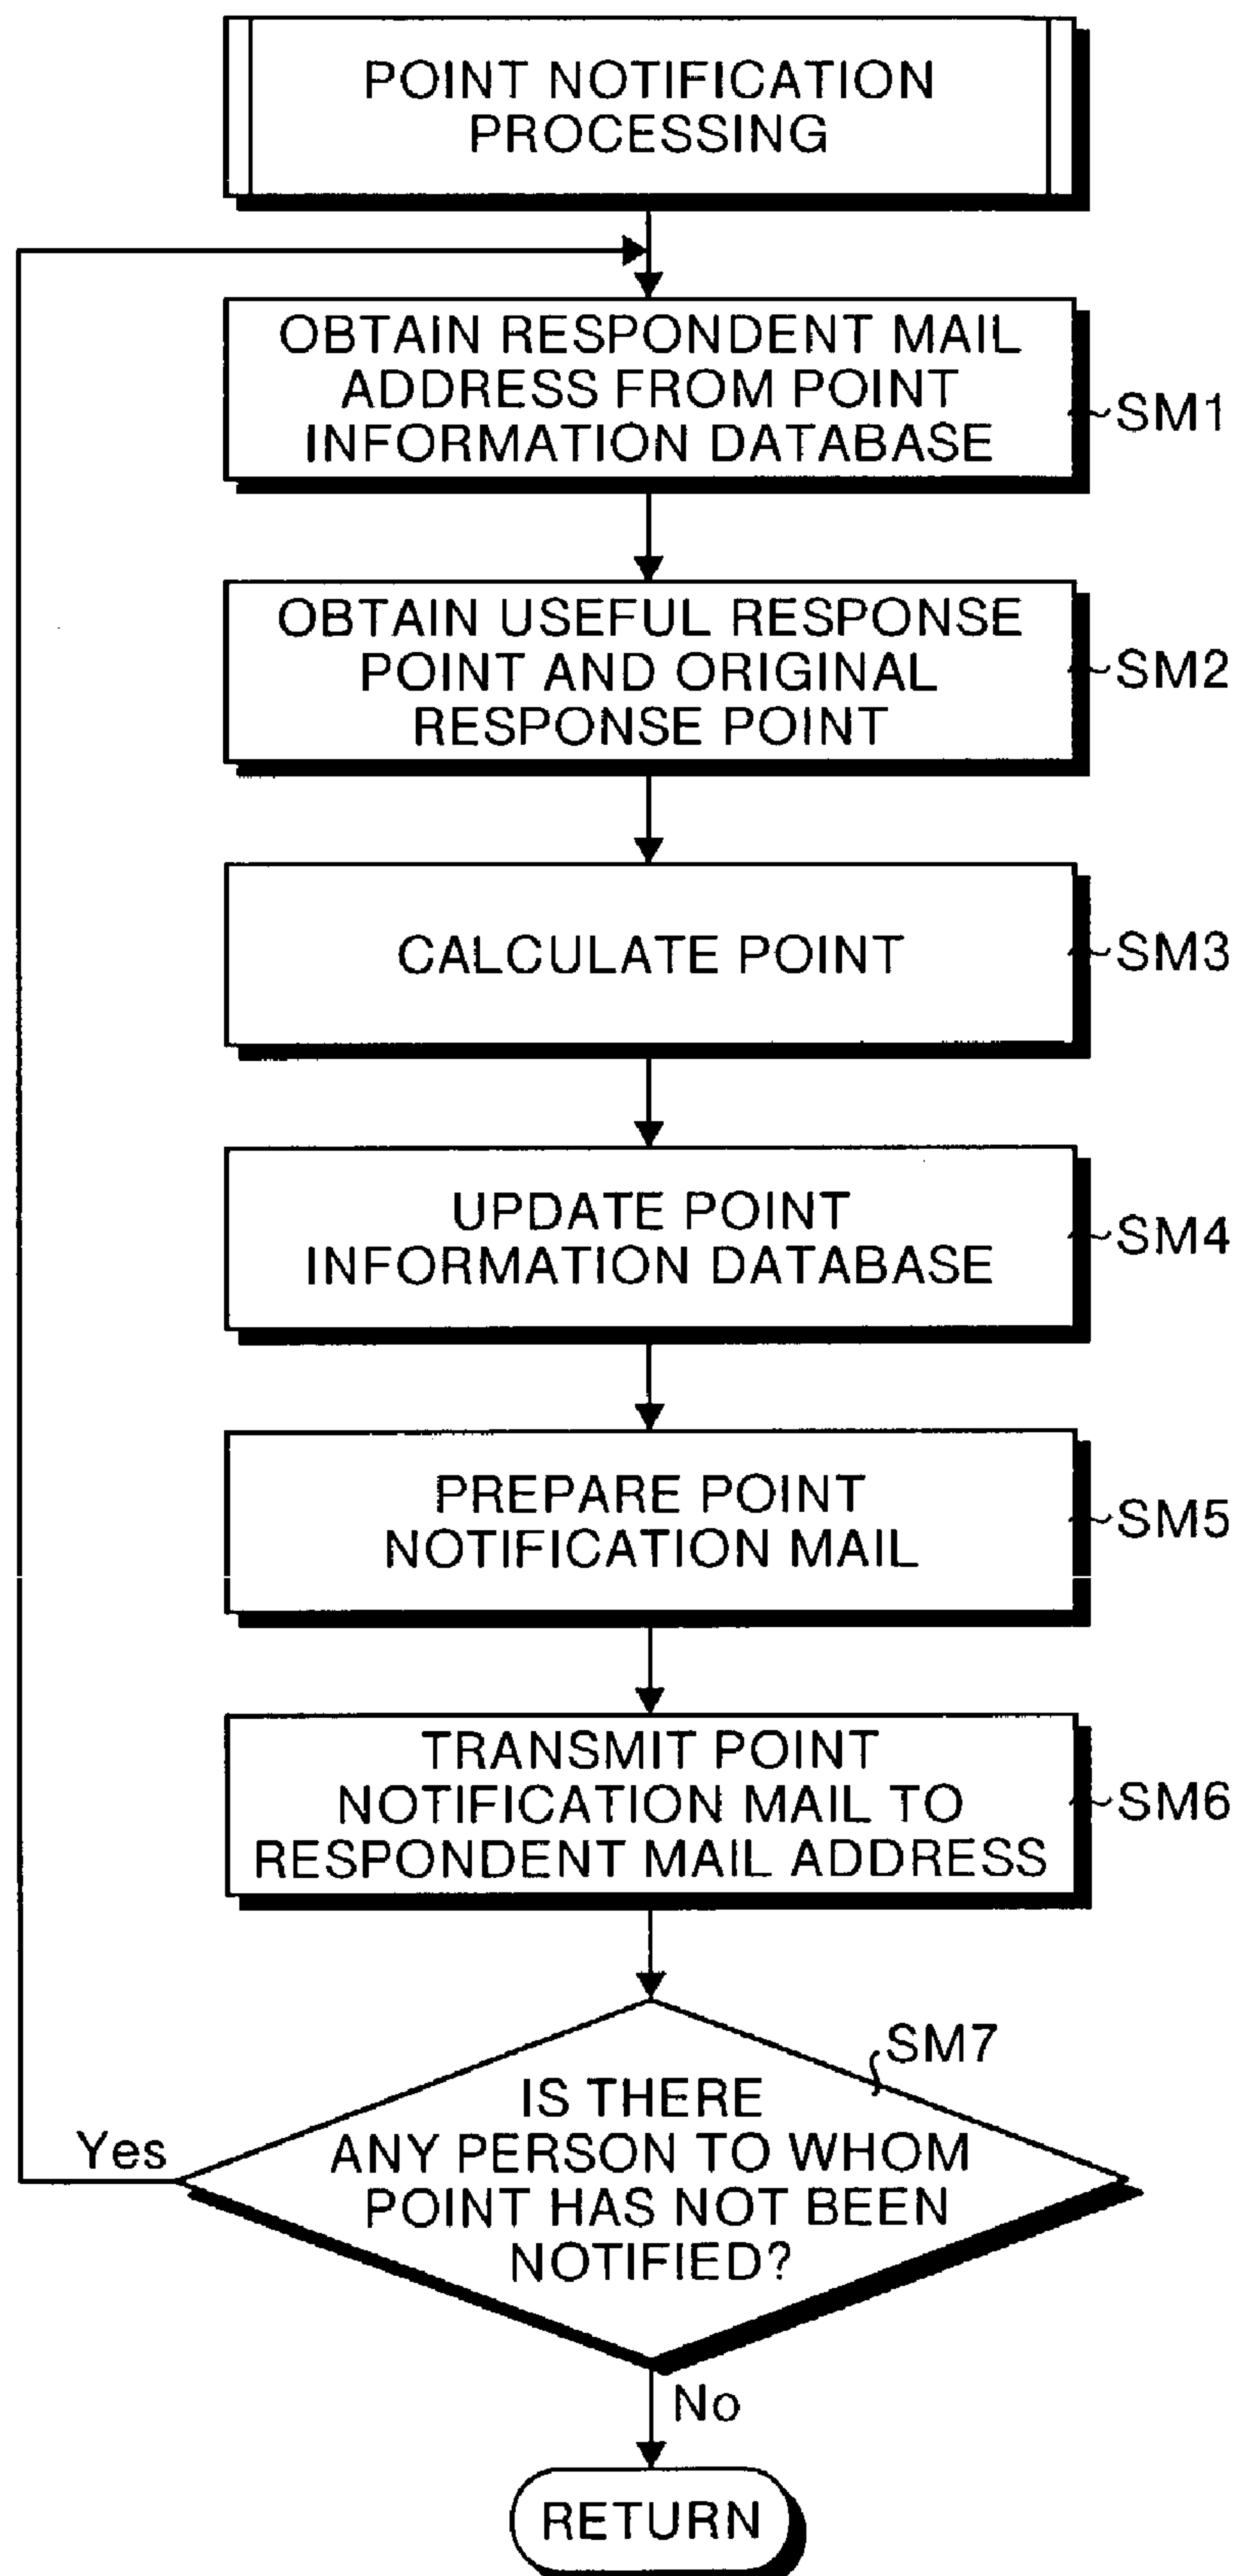 POINT NOTIFICATION
PROCESSING
OBTAIN RESPONDENT MAIL
ADDRESS FROM POINT
INFORMATION DATABASE
SM1
OBTAIN USEFUL RESPONSE
POINT AND ORIGINAL
RESPONSE POINT
SM2
CALCULATE POINT
SM3
UPDATE POINT
INFORMATION DATABASE
SM4
PREPARE POINT
NOTIFICATION MAIL
SM5
TRANSMIT POINT
NOTIFICATION MAIL TO
RESPONDENT MAIL ADDRESS
SM6
SM7
IS THERE
ANY PERSON TO WHOM
POINT HAS NOT BEEN
NOTIFIED?
Yes
No
RETURN